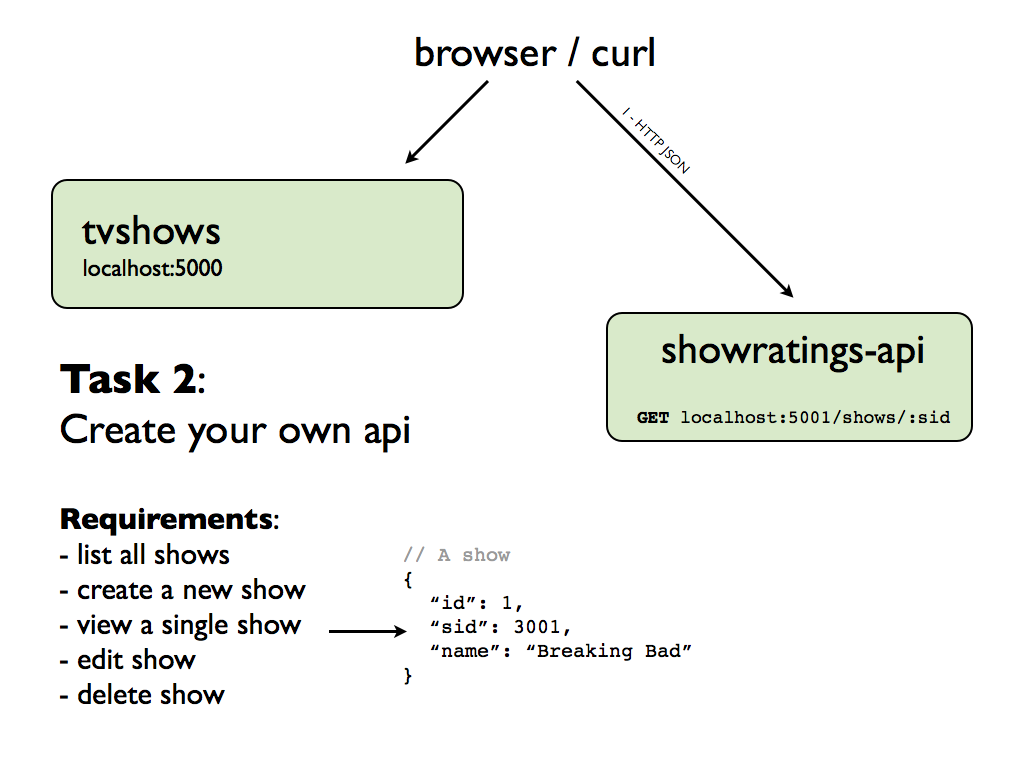 browser / curl
1 - HTTP JSON
tvshows
localhost:5000
showratings-api
GET localhost:5001/shows/:sid
Task 2:
Create your own api
Requirements:
- list all shows
- create a new show
- view a single show
- edit show
- delete show
// A show
{
“id”: 1,
“sid”: 3001,
“name”: “Breaking Bad”
}